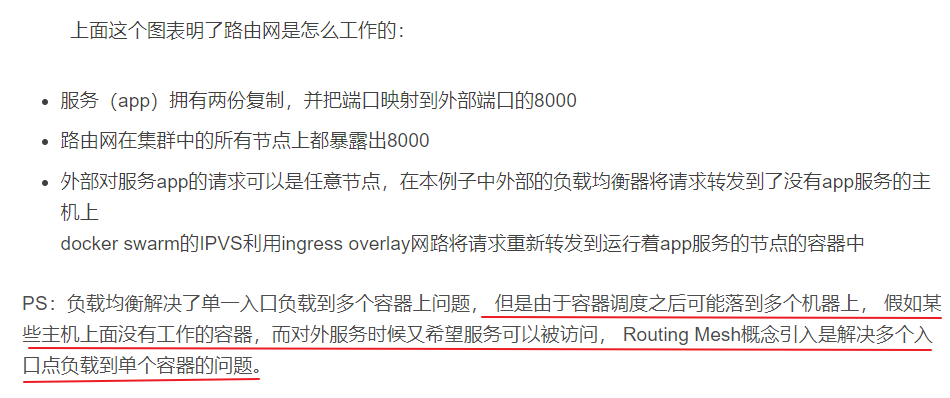 上面这个图表明了路由网是怎么工作的：
服务（app）拥有两份复制，并把端口映射到外部端口的8000
路由网在集群中的所有节点上都暴露出8000
外部对服务app的请求可以是任意节点，在本例子中外部的负载均衡器将请求转发到了没有app服务的主
机上
docker swarm的IPVS利用ingress overlay网路将请求重新转发到运行着app服务的节点的容器中
PS：负载均衡解决了单一入口负载到多个容器上问题， 但是由于容器调度之后可能落到多个机器上， 假如某
些主机上面没有工作的容器，而对外服务时候又希望服务可以被访问， Routing Mesh概念引入是解决多个入
口点负载到单个容器的问题。